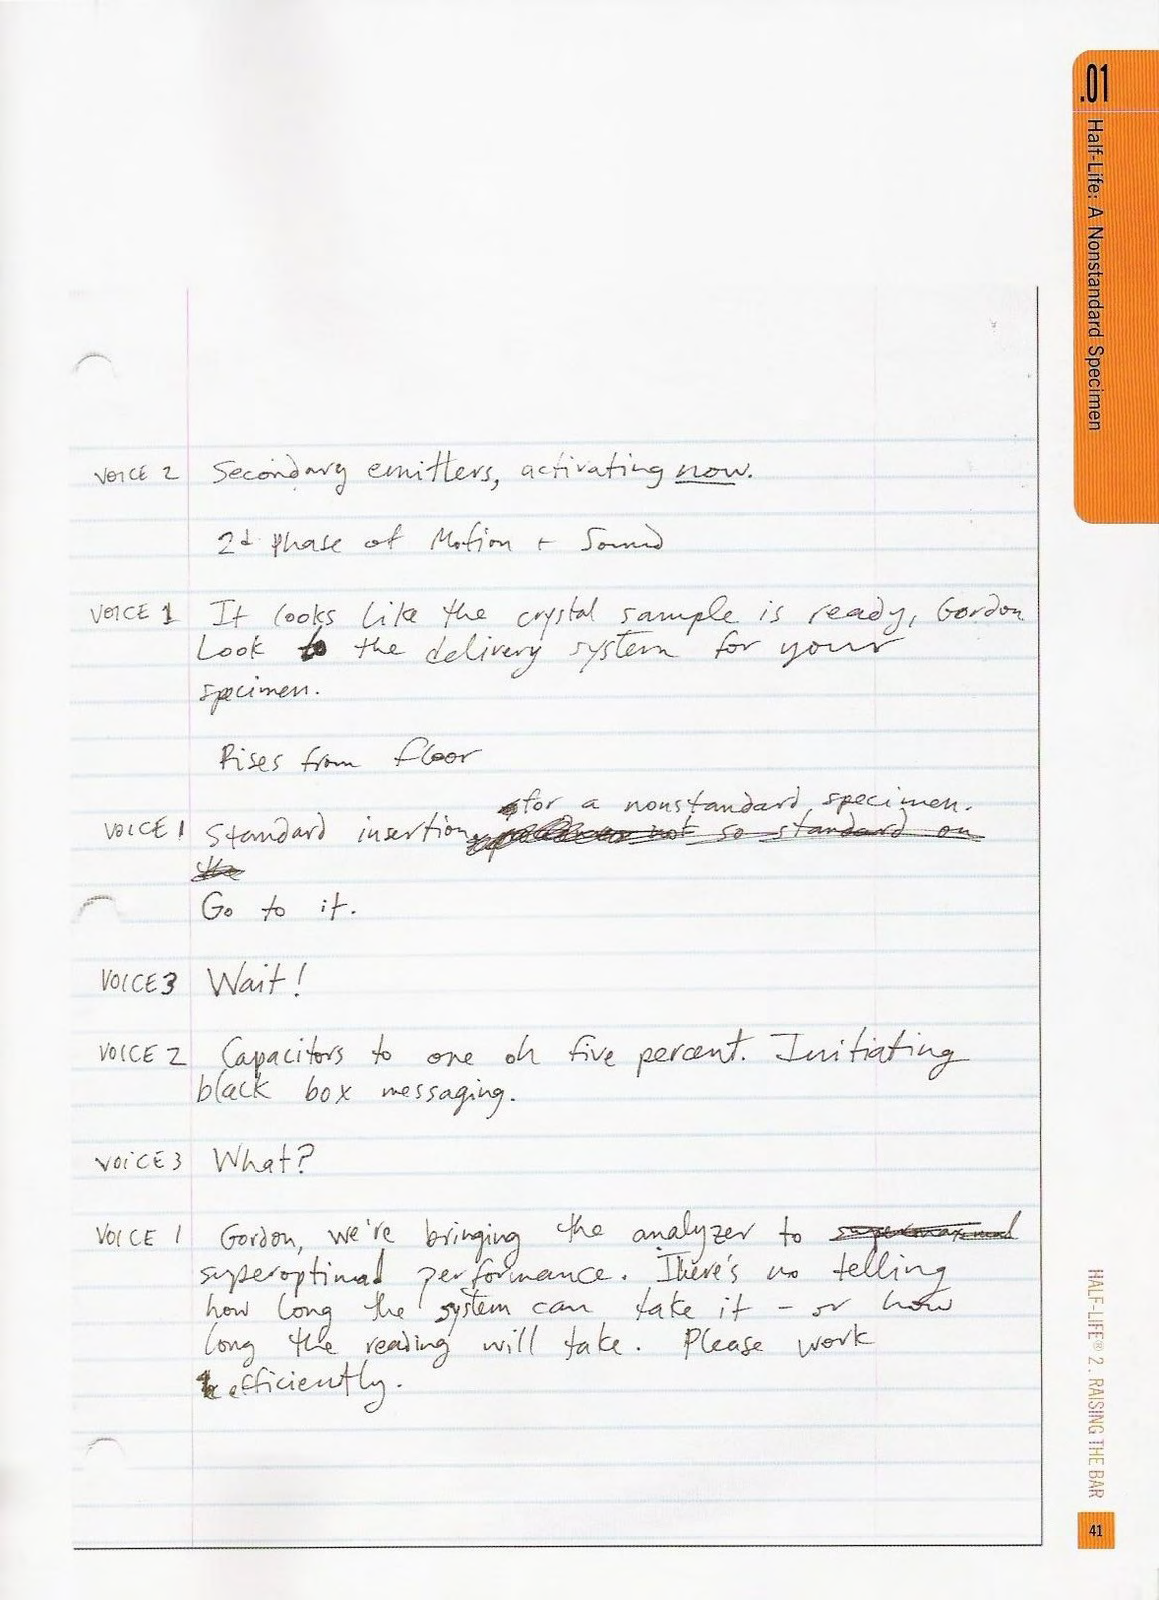 .01
Half-Life: A Nonstandard Specimen
VOICE 2 Secondary emitters, activating now.
2d phase of Motion + Sound
VOICE 1 It looks like the crystal sample is ready, Gordon
Look to the delivery system for your
specimen.
Rises from floor
for a nonstandard specimen.
VOICE 1 Standard insertion not so standard on
the
Go to it.
VOICE 3 Wait!
VOICE 2 Capacitors to one oh five percent. Initiating
black box messaging.
VOICE 3 What?
VOICE 1 Gordon, we're bringing the analyzer to
superoptimal performance. There's no telling
how long the system can take it - or how
long the reading will take. Please work
efficiently.
HALF-LIFE® 2. RAISING THE BAR
41